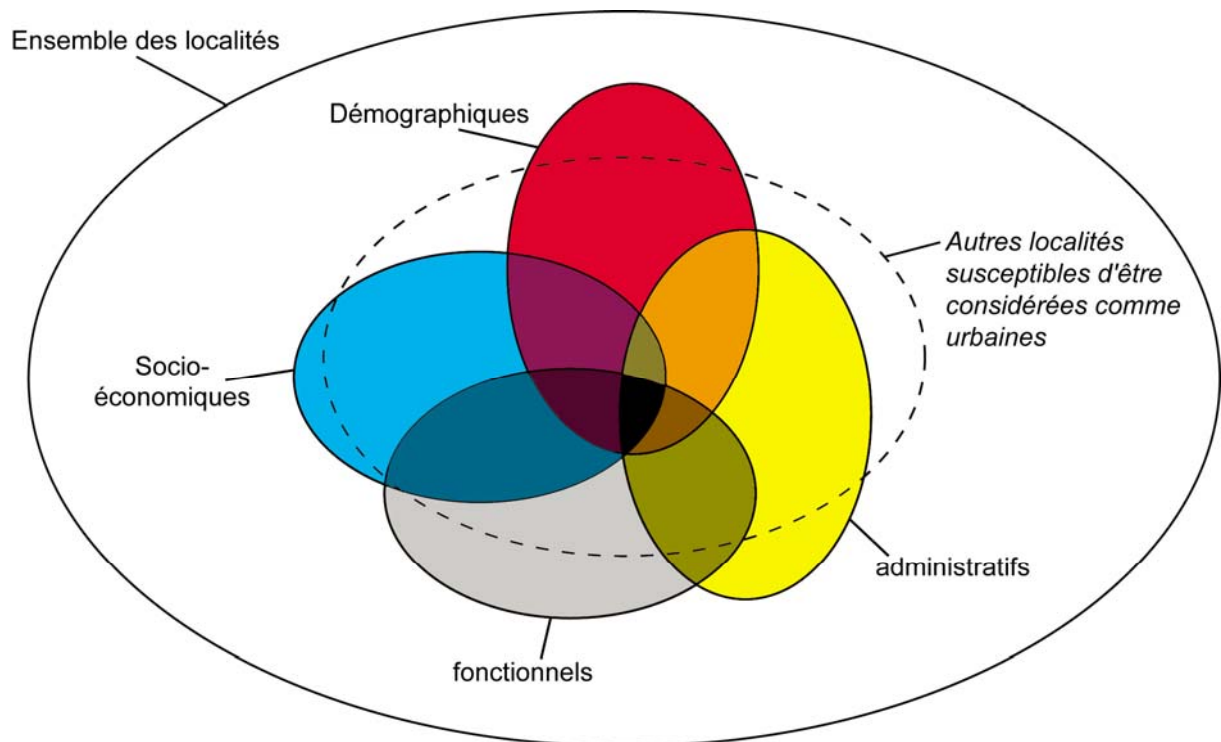 Ensemble des localités
Démographiques
Autres localités
susceptibles d'être
considérées comme
urbaines
Socio-
économiques
administratifs
fonctionnels